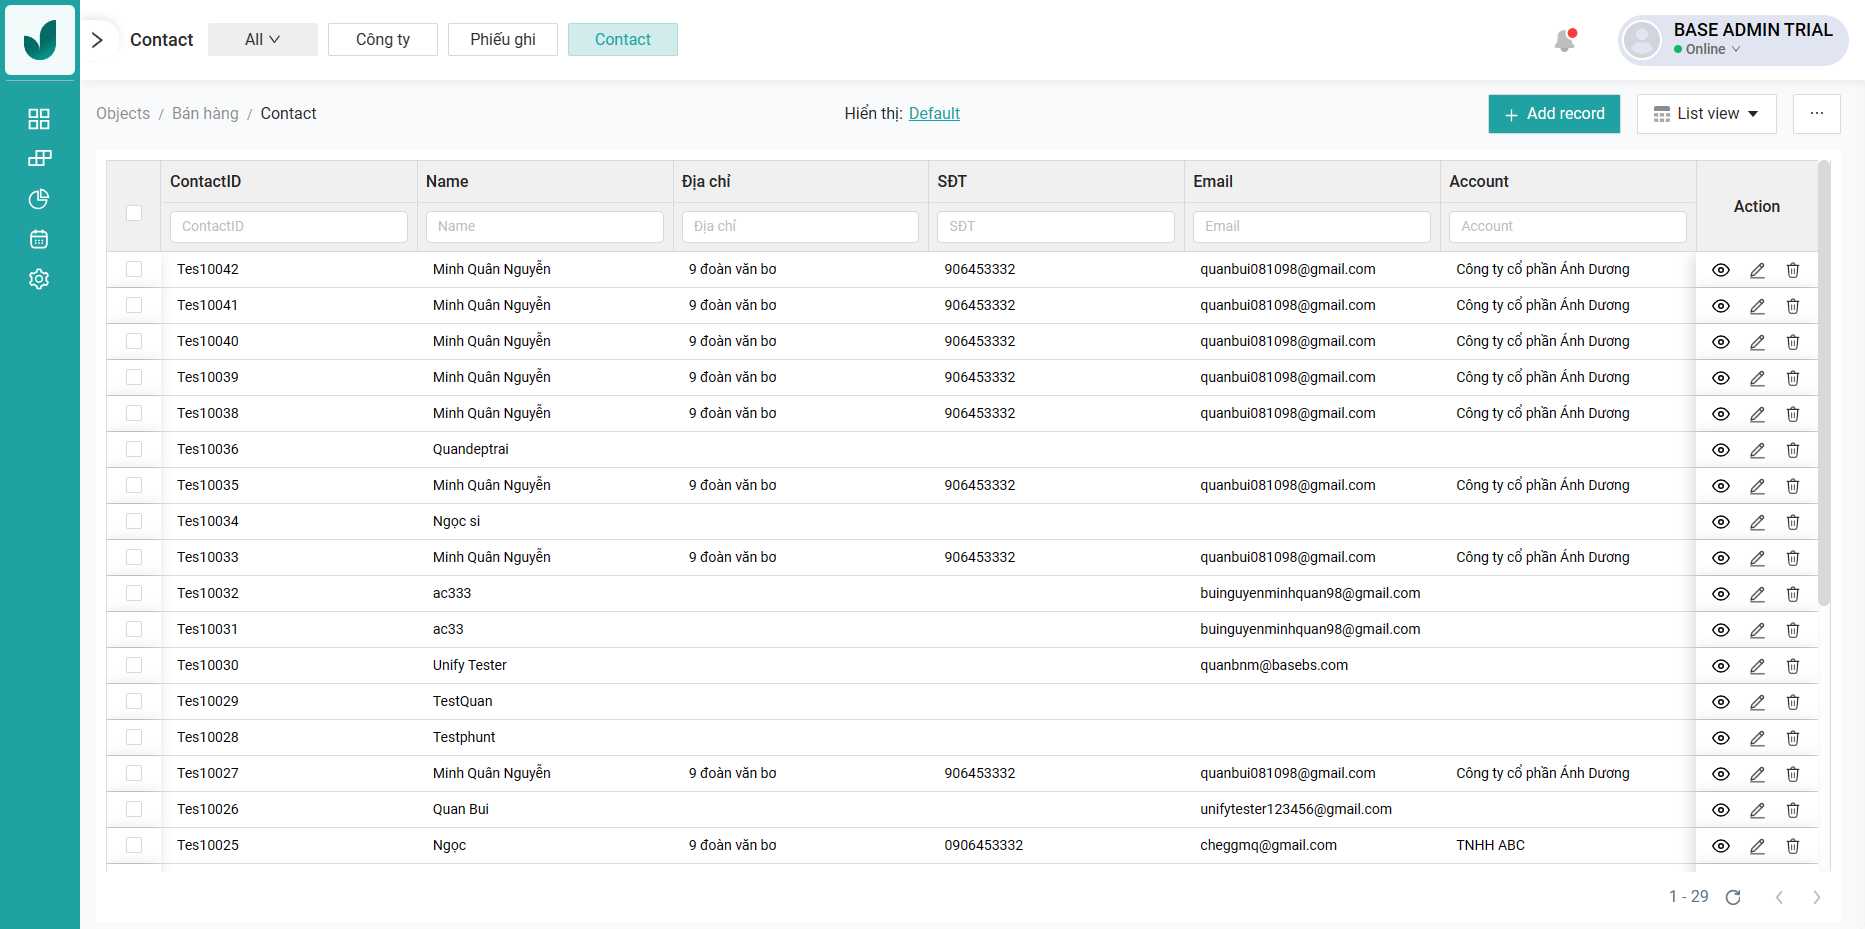 Contact All Công ty Phiếu ghi Contact BASE ADMIN TRIAL
Online
Objects / Bán hàng / Contact Hiển thị: Default + Add record List view ...
ContactID Name Địa chỉ SĐT Email Account Action
ContactID Name Địa chỉ SĐT Email Account
Tes10042 Minh Quân Nguyễn 9 đoàn văn bơ 906453332 quanbui081098@gmail.com Công ty cổ phần Ánh Dương
Tes10041 Minh Quân Nguyễn 9 đoàn văn bơ 906453332 quanbui081098@gmail.com Công ty cổ phần Ánh Dương
Tes10040 Minh Quân Nguyễn 9 đoàn văn bơ 906453332 quanbui081098@gmail.com Công ty cổ phần Ánh Dương
Tes10039 Minh Quân Nguyễn 9 đoàn văn bơ 906453332 quanbui081098@gmail.com Công ty cổ phần Ánh Dương
Tes10038 Minh Quân Nguyễn 9 đoàn văn bơ 906453332 quanbui081098@gmail.com Công ty cổ phần Ánh Dương
Tes10036 Quandeptrai
Tes10035 Minh Quân Nguyễn 9 đoàn văn bơ 906453332 quanbui081098@gmail.com Công ty cổ phần Ánh Dương
Tes10034 Ngọc si
Tes10033 Minh Quân Nguyễn 9 đoàn văn bơ 906453332 quanbui081098@gmail.com Công ty cổ phần Ánh Dương
Tes10032 ac333 buinguyenminhquan98@gmail.com
Tes10031 ac33 buinguyenminhquan98@gmail.com
Tes10030 Unify Tester quanbnm@basebs.com
Tes10029 TestQuan
Tes10028 Testphunt
Tes10027 Minh Quân Nguyễn 9 đoàn văn bơ 906453332 quanbui081098@gmail.com Công ty cổ phần Ánh Dương
Tes10026 Quan Bui unifytester123456@gmail.com
Tes10025 Ngọc 9 đoàn văn bơ 0906453332 cheggmq@gmail.com TNHH ABC
1 - 29